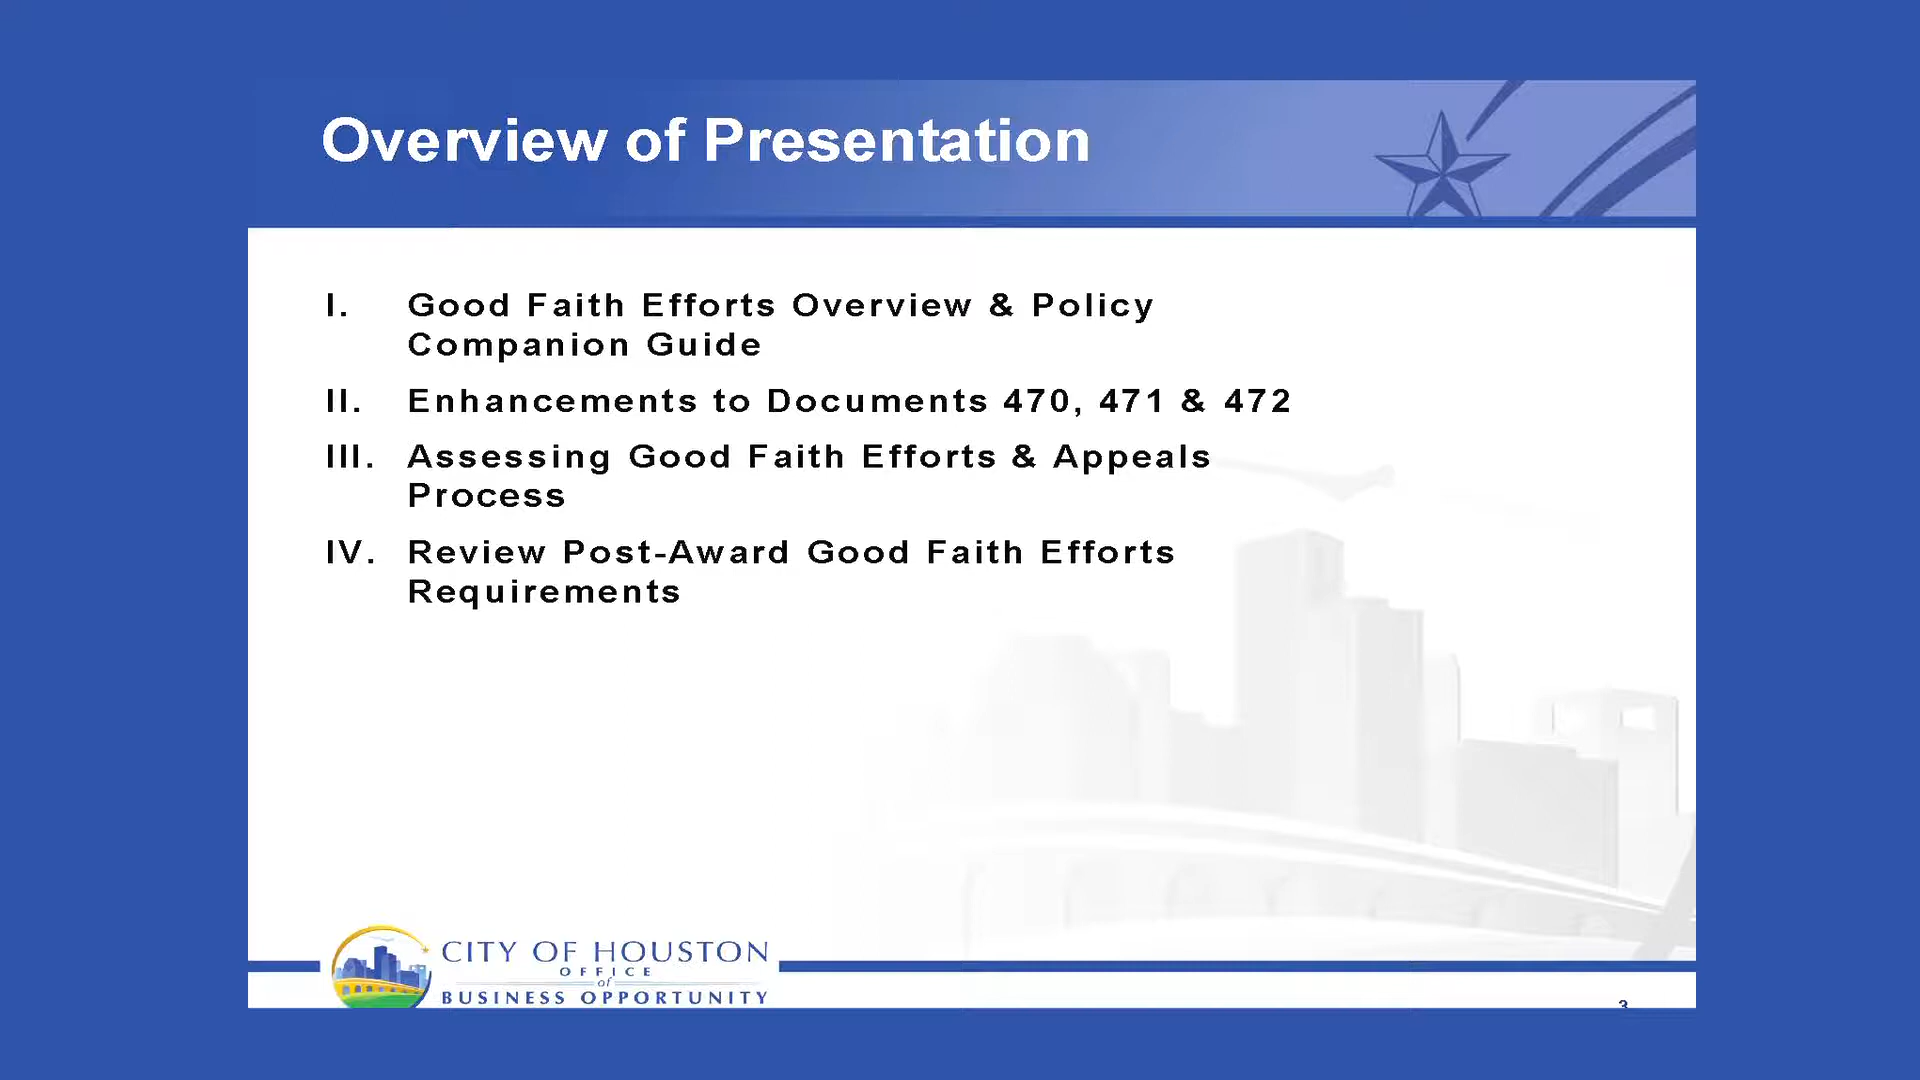 Overview of Presentation
I. Good Faith Efforts Overview & Policy
Companion Guide
II. Enhancements to Documents 470, 471 & 472
III. Assessing Good Faith Efforts & Appeals
Process
IV. Review Post-Award Good Faith Efforts
Requirements
CITY OF HOUSTON
OFFICE
of
BUSINESS OPPORTUNITY
3